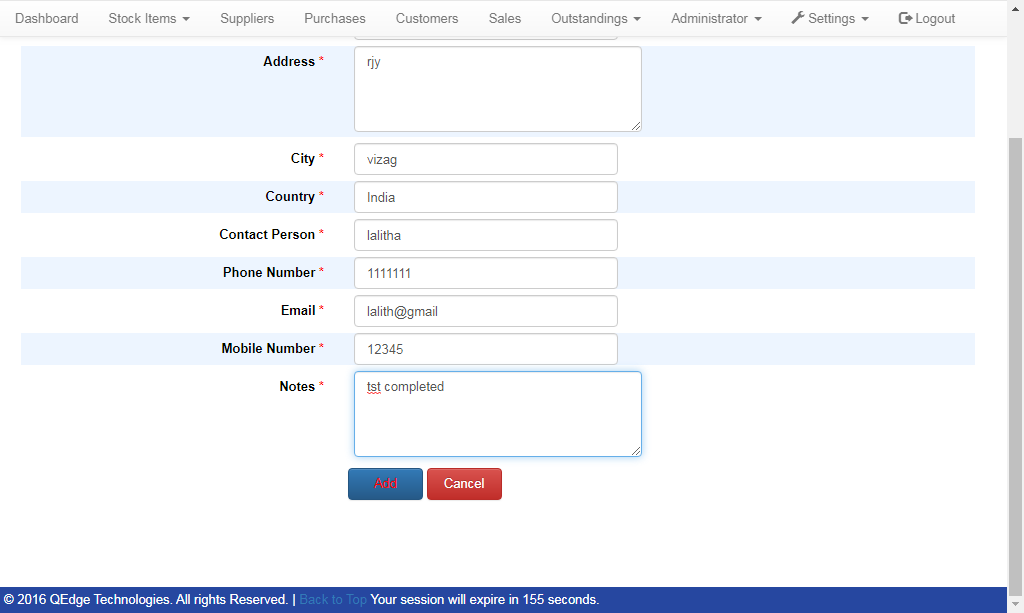 Dashboard Stock Items Suppliers Purchases Customers Sales Outstandings Administrator Settings Logout
Address * rjy
City * vizag
Country * India
Contact Person * lalitha
Phone Number * 1111111
Email * lalith@gmail
Mobile Number * 12345
Notes * tst completed
Add Cancel
© 2016 QEdge Technologies. All rights Reserved. | Back to Top Your session will expire in 155 seconds.